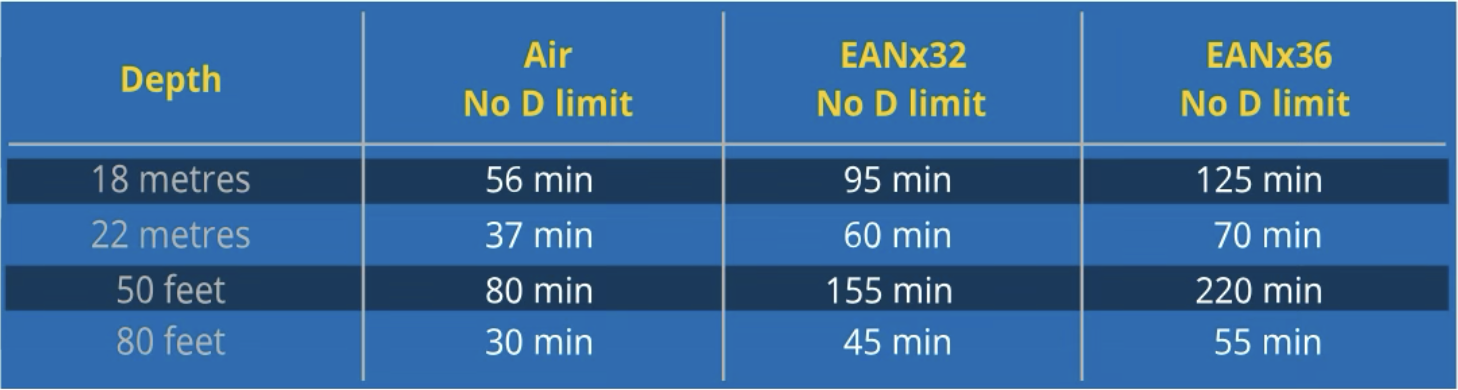 Depth Air No D limit EANx32 No D limit EANx36 No D limit
18 metres 56 min 95 min 125 min
22 metres 37 min 60 min 70 min
50 feet 80 min 155 min 220 min
80 feet 30 min 45 min 55 min